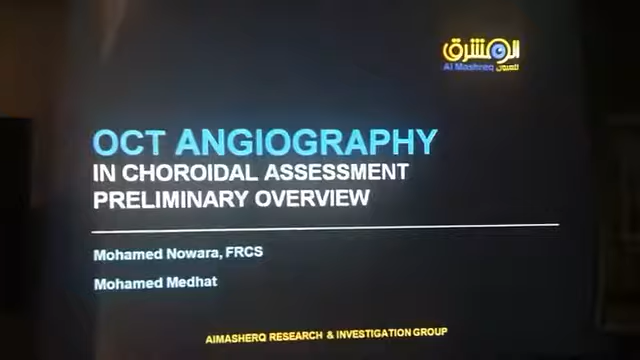 المشرق
Al Mashreq للعيون
OCT ANGIOGRAPHY
IN CHOROIDAL ASSESSMENT
PRELIMINARY OVERVIEW
Mohamed Nowara, FRCS
Mohamed Medhat
AlMASHERQ RESEARCH & INVESTIGATION GROUP